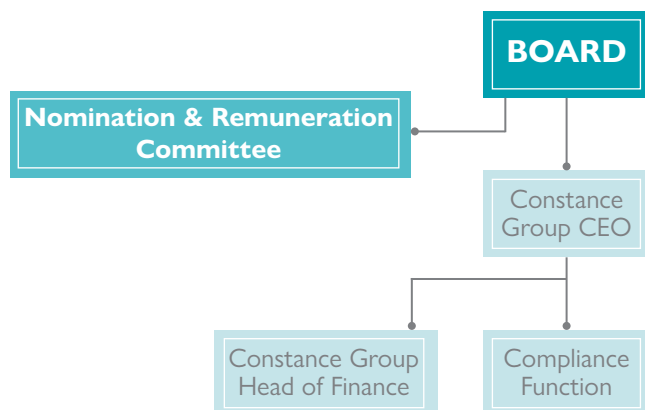 BOARD
Nomination & Remuneration
Committee
Constance
Group CEO
Constance Group
Head of Finance
Compliance
Function